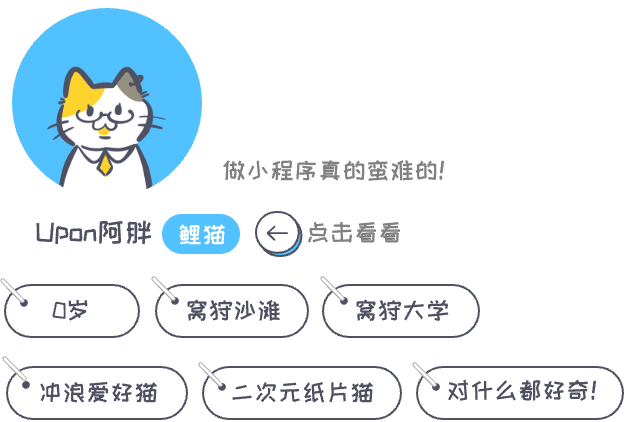 做小程序真的蛮难的!
Upon阿胖 鲤猫 点击看看
0岁 窝狩沙滩 窝狩大学
冲浪爱好猫 二次元纸片猫 对什么都好奇!